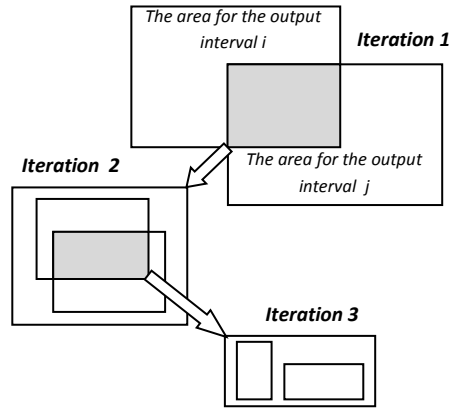 The area for the output
interval i
Iteration 1
The area for the output
interval j
Iteration 2
Iteration 3